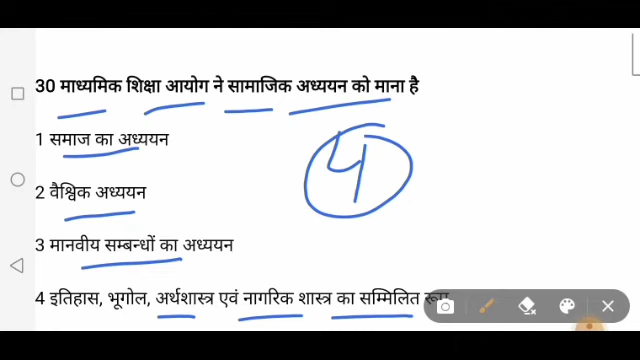 30 माध्यमिक शिक्षा आयोग ने सामाजिक अध्ययन को माना है
1 समाज का अध्ययन
4
2 वैश्विक अध्ययन
3 मानवीय सम्बन्धों का अध्ययन
4 इतिहास, भूगोल, अर्थशास्त्र एवं नागरिक शास्त्र का सम्मिलित रूप